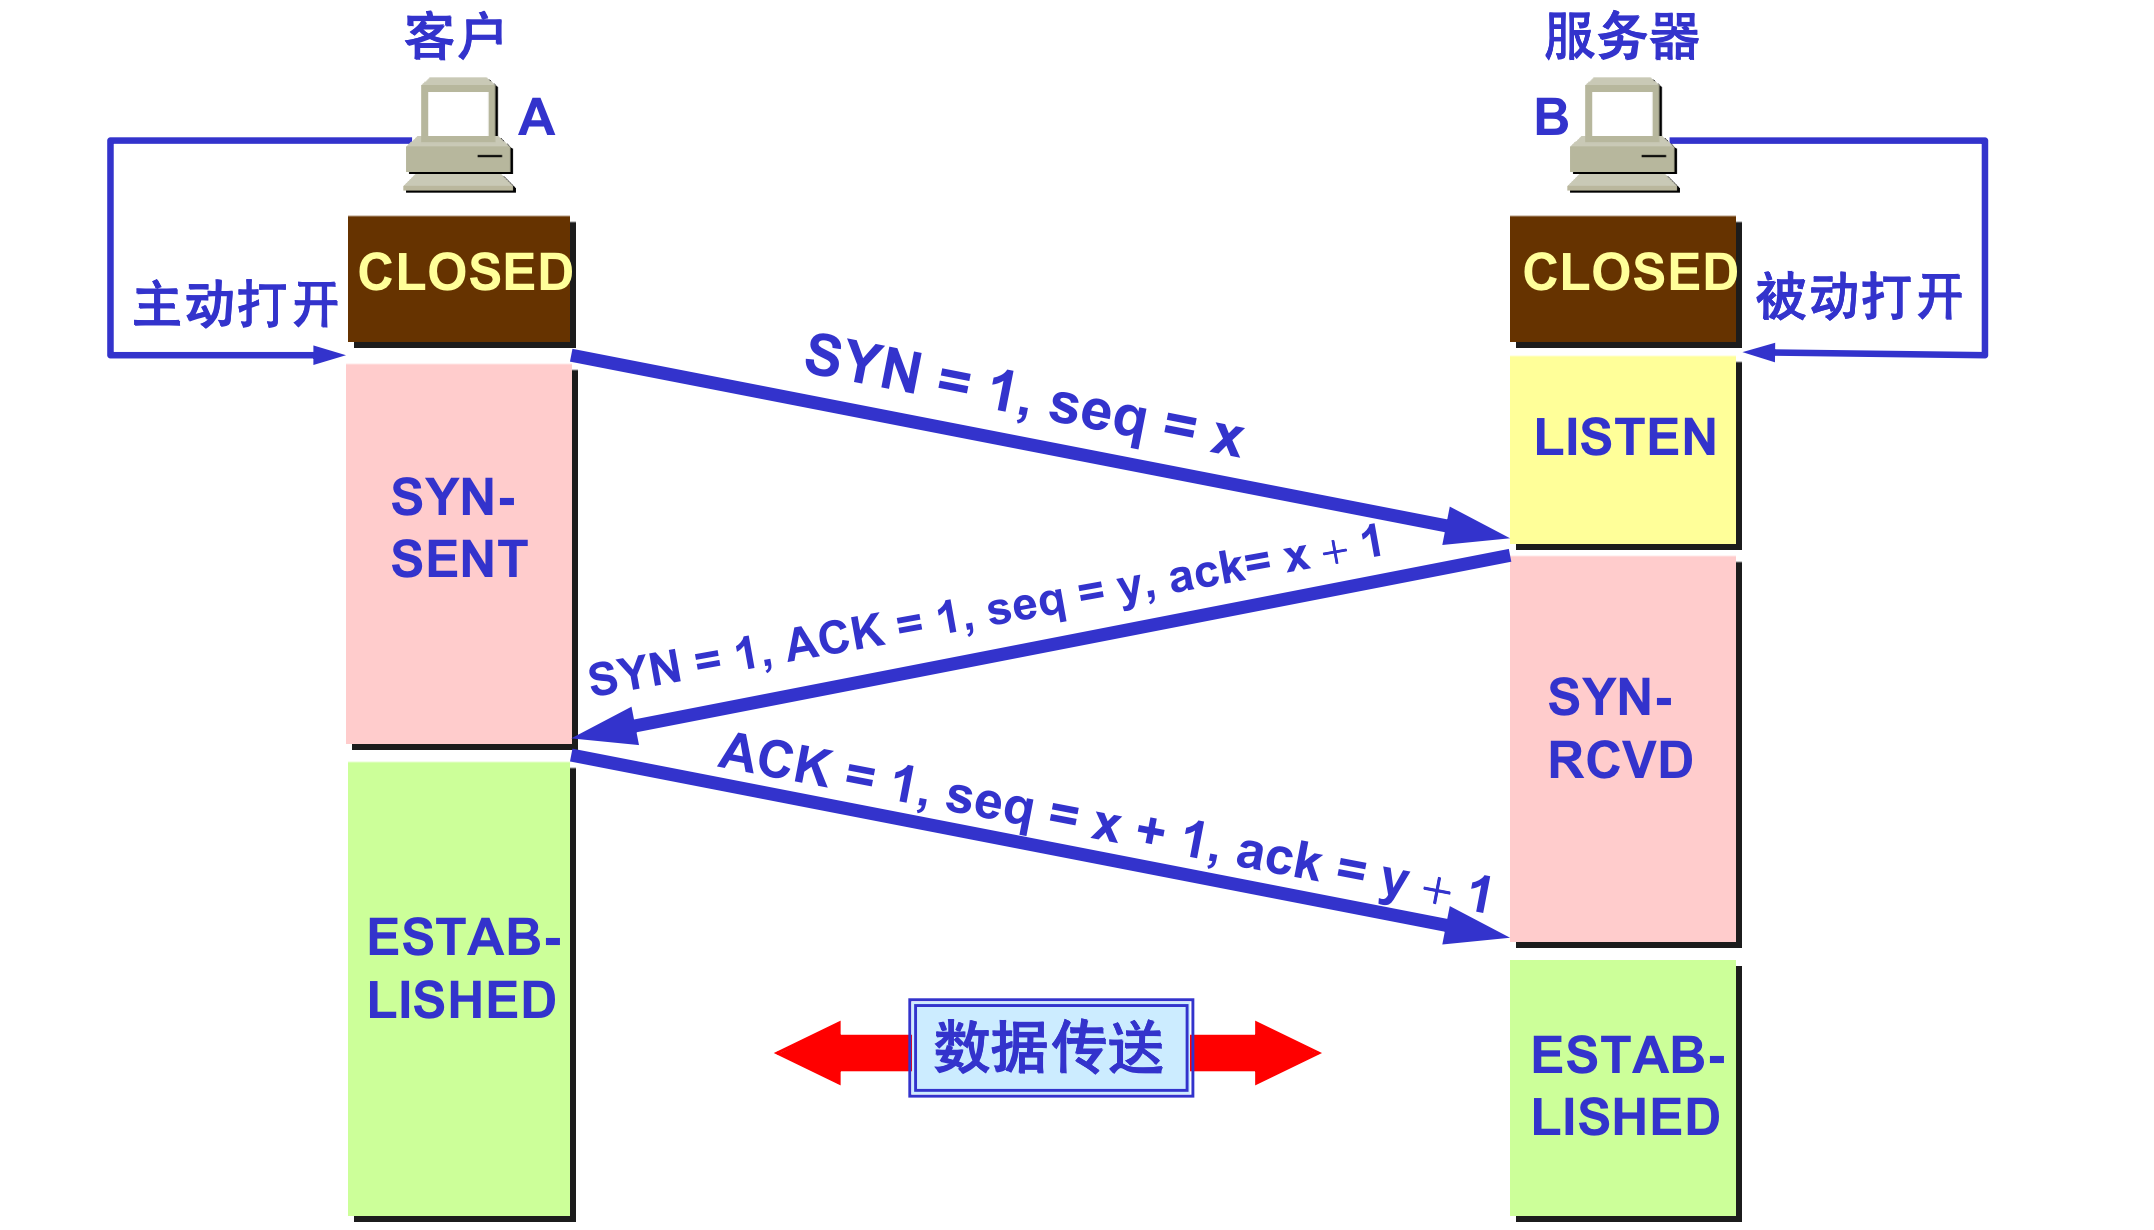 客户
服务器
A
B
CLOSED
CLOSED
主动打开
被动打开
SYN = 1, seq = x
LISTEN
SYN-
SENT
SYN = 1, ACK = 1, seq = y, ack= x + 1
SYN-
RCVD
ACK = 1, seq = x + 1, ack = y + 1
ESTAB-
LISHED
数据传送
ESTAB-
LISHED